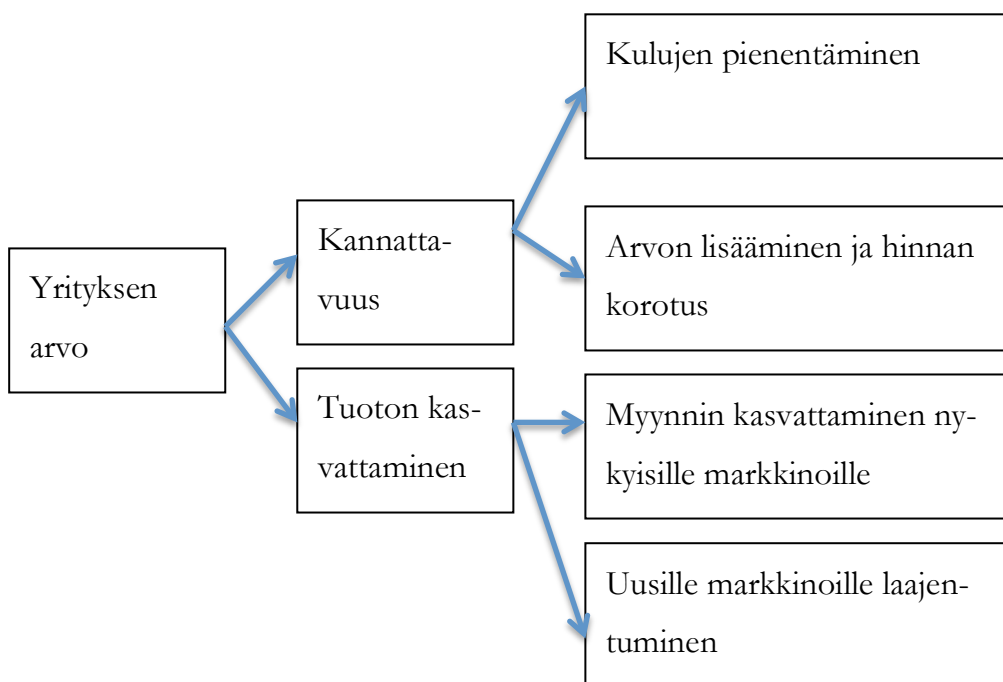 Yrityksen
arvo
Kannatta-
vuus
Tuoton kas-
vattaminen
Kulujen pienentäminen
Arvon lisääminen ja hinnan
korotus
Myynnin kasvattaminen ny-
kyisille markkinoille
Uusille markkinoille laajen-
tuminen